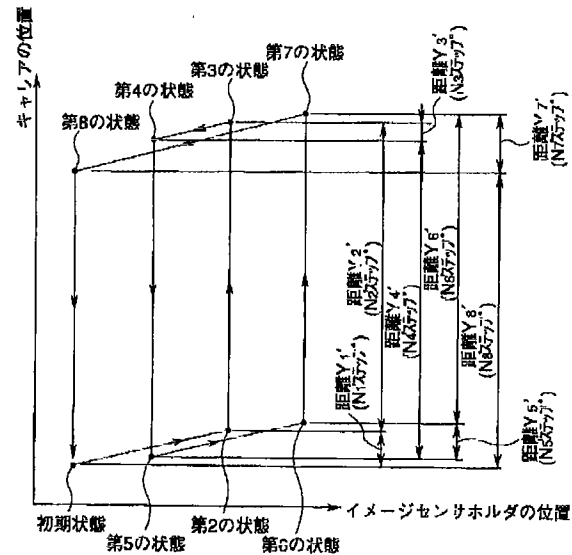 キャリアの位置
第7の状態
第3の状態
第4の状態
第8の状態
距離Y3'
(N3ステップ)
距離Y7'
(N7ステップ)
距離Y2'
(N2ステップ)
距離Y6'
(N6ステップ)
距離Y4'
(N4ステップ)
距離Y8'
(N8ステップ)
距離Y1'
(N1ステップ)
距離Y5'
(N5ステップ)
イメージセンサホルダの位置
初期状態
第2の状態
第5の状態
第6の状態